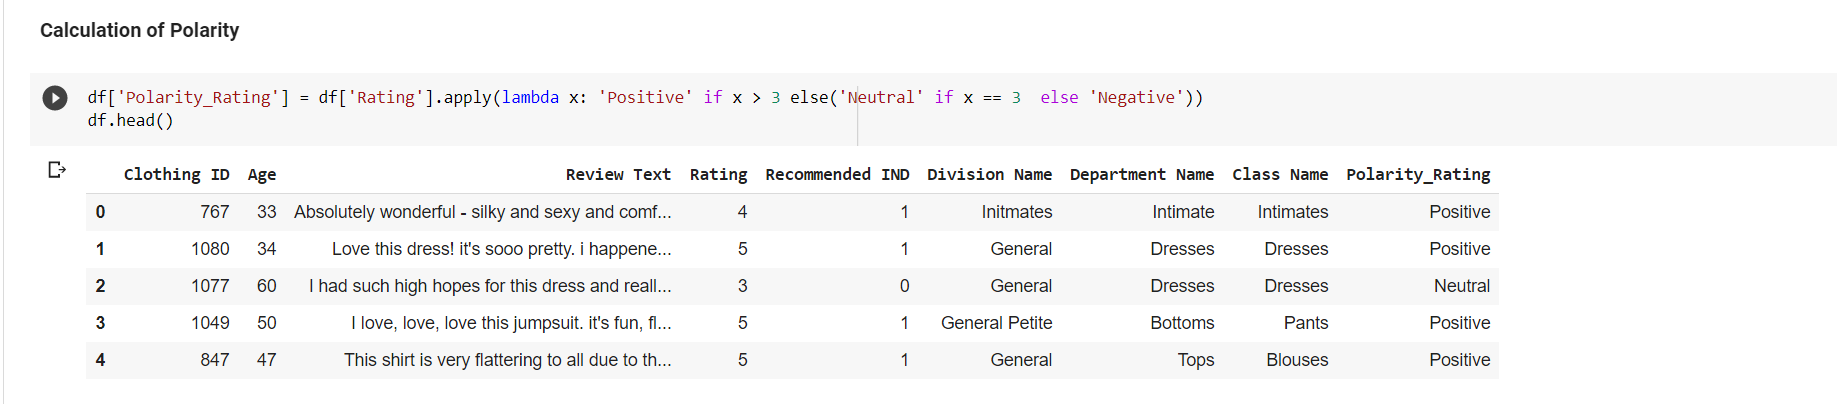 Calculation of Polarity
df['Polarity_Rating'] = df['Rating'].apply(lambda x: 'Positive' if x > 3 else('Neutral' if x == 3  else 'Negative'))
df.head()
Clothing ID Age Review Text Rating Recommended IND Division Name Department Name Class Name Polarity_Rating
0 767 33 Absolutely wonderful - silky and sexy and comf... 4 1 Initmates Intimate Intimates Positive
1 1080 34 Love this dress! it's sooo pretty. i happene... 5 1 General Dresses Dresses Positive
2 1077 60 I had such high hopes for this dress and reall... 3 0 General Dresses Dresses Neutral
3 1049 50 I love, love, love this jumpsuit. it's fun, fl... 5 1 General Petite Bottoms Pants Positive
4 847 47 This shirt is very flattering to all due to th... 5 1 General Tops Blouses Positive